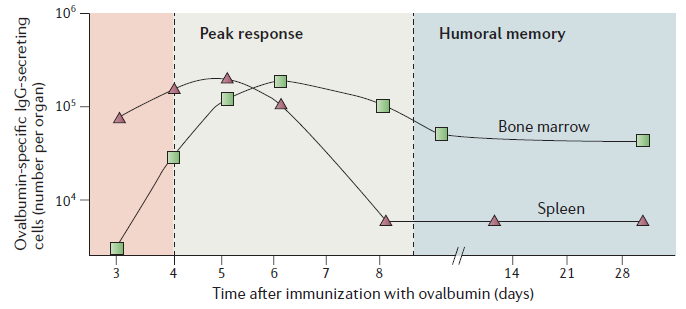 Ovalbumin-specific IgG-secreting
cells (number per organ)
10⁶
10⁵
10⁴
Peak response
Humoral memory
Bone marrow
Spleen
3 4 5 6 7 8 14 21 28
Time after immunization with ovalbumin (days)